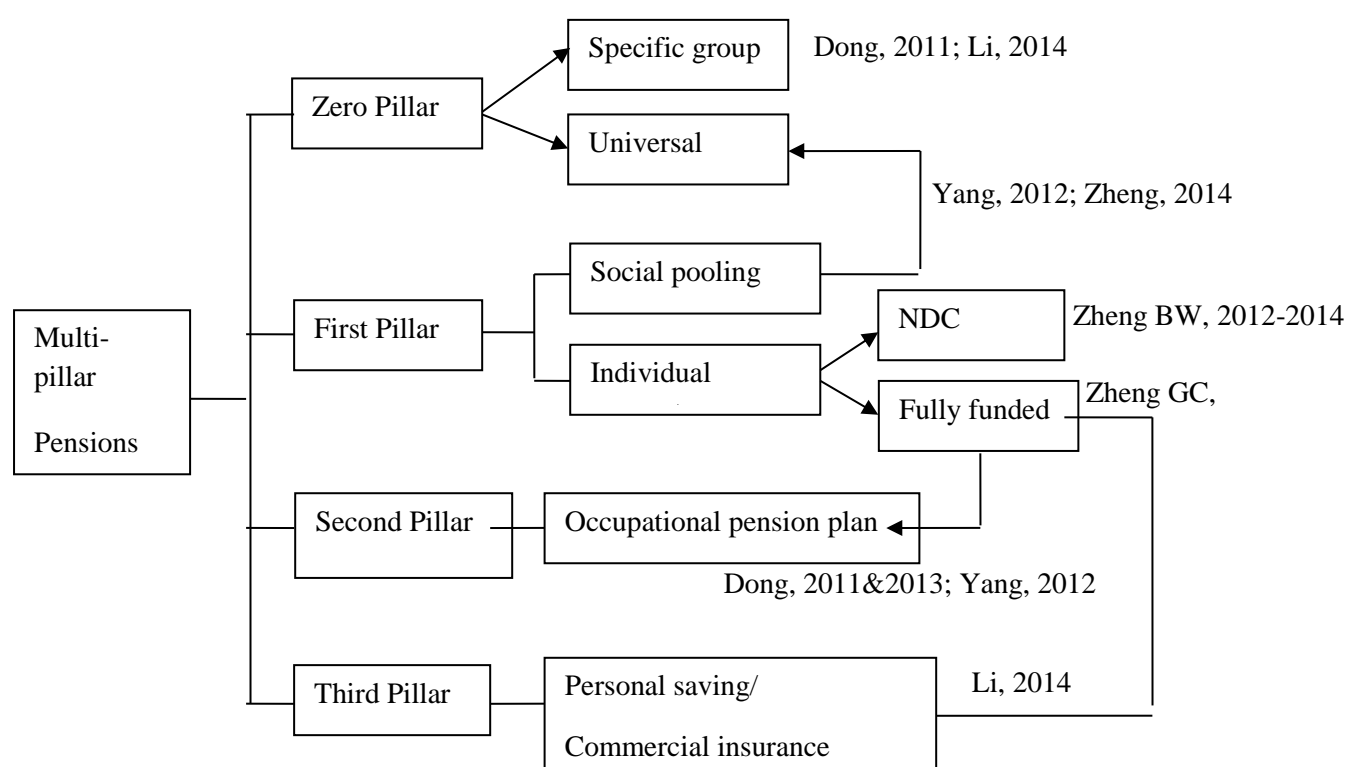 Specific group
Dong, 2011; Li, 2014
Zero Pillar
Universal
Yang, 2012; Zheng, 2014
Social pooling
First Pillar
NDC
Zheng BW, 2012-2014
Multi-
pillar
Pensions
Individual
Fully funded
Zheng GC,
Second Pillar
Occupational pension plan
Dong, 2011&2013; Yang, 2012
Third Pillar
Personal saving/
Commercial insurance
Li, 2014